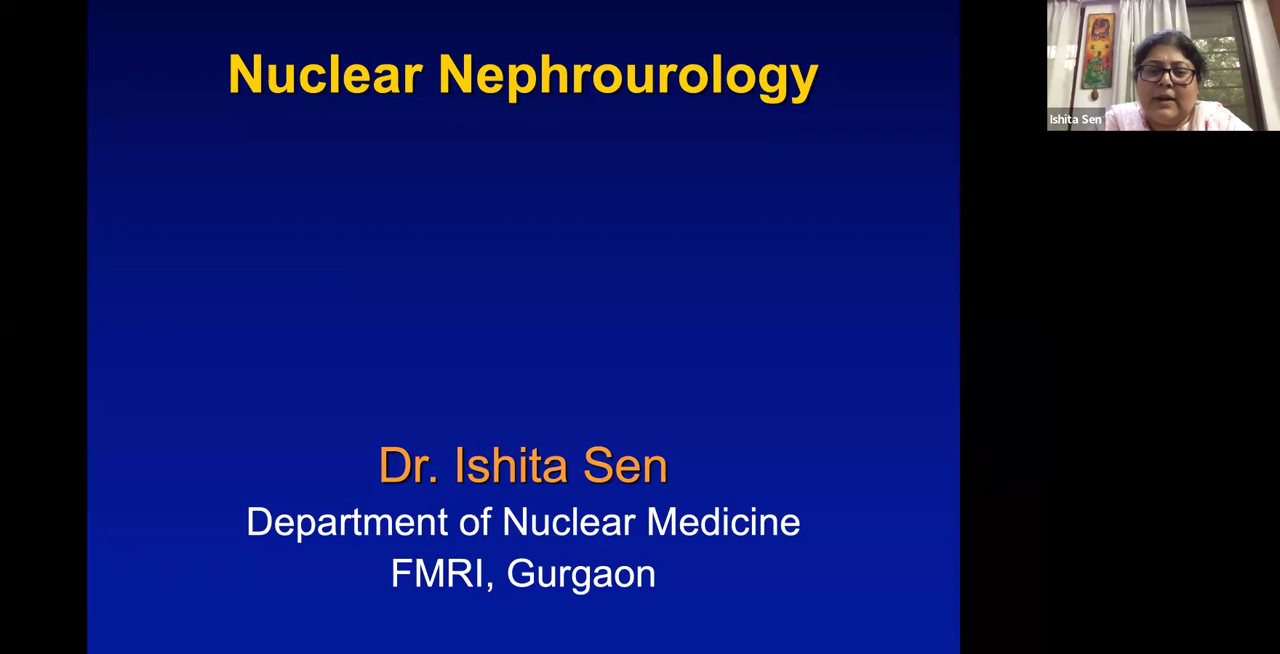 Nuclear Nephrourology
Ishita Sen
Dr. Ishita Sen
Department of Nuclear Medicine
FMRI, Gurgaon